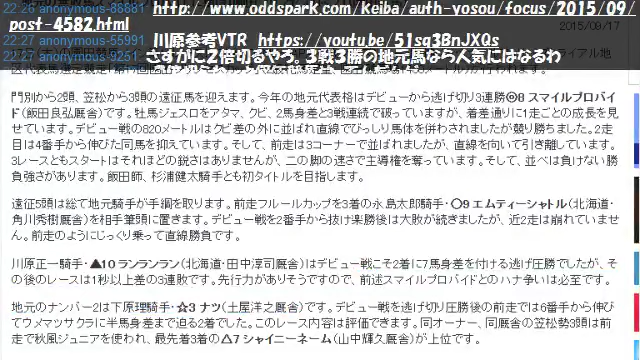 22:26 anonymous-86881 http://www.oddspark.com/keiba/auth-yosou/focus/2015/09/
post-4582.html
2015/09/17
22:27 anonymous-55991 川原参考VTR https://youtu.be/51sq3BnJXQs
22:27 anonymous-9251 さすがに2倍切るやろ。3戦3勝の地元馬なら人気にはなるわ
門別から2頭、笠松から3頭の遠征馬を迎えます。今年の地元代表格はデビューから逃げ切り3連勝◎8 スマイルプロバイ
ド(飯田良弘厩舎)です。牡馬ジェスロをアタマ、クビ、2馬身差と3戦連続で破っていますが、着差通りに1走ごとの成長を見
せています。デビュー戦の820メートルはクビ差の外に並ばれ直線でびっしり馬体を併わされましたが競り勝ちました。2走
目は4番手から伸びた同馬を抑えています。そして、前走は3コーナーで並ばれましたが、直線を向いて引き離しています。
3レースともスタートはそれほどの鋭さはありませんが、二の脚の速さで主導権を奪っています。そして、並べば負けない勝
負強さがあります。飯田師、杉浦健太騎手とも初タイトルを目指します。
遠征5頭は総て地元騎手が手綱を取ります。前走フルールカップを3着の永島太郎騎手・○9 エムティーシャトル(北海道・
角川秀樹厩舎)を相手筆頭に置きます。デビュー戦を2番手から抜け楽勝後は大敗が続きましたが、近2走は崩れていませ
ん。前走のようにじっくり乗って直線勝負です。
川原正一騎手・▲10 ランランラン(北海道・田中淳司厩舎)はデビュー戦こそ2着に7馬身差を付ける逃げ圧勝でしたが、そ
の後のレースは1秒以上差の3連敗です。先行力がありそうですので、前述スマイルプロバイドとのハナ争いは必至です。
地元のナンバー2は下原理騎手・☆3 ナツ(土屋洋之厩舎)です。デビュー戦を逃げ切り圧勝後の前走では6番手から伸び
てウメマツサクラに半馬身差まで迫る2着でした。このレース内容は評価できます。同オーナー、同厩舎の笠松勢3頭は前
走で秋風ジュニアを使われ、最先着3着の△7 シャイニーネーム(山中輝久厩舎)が上位です。